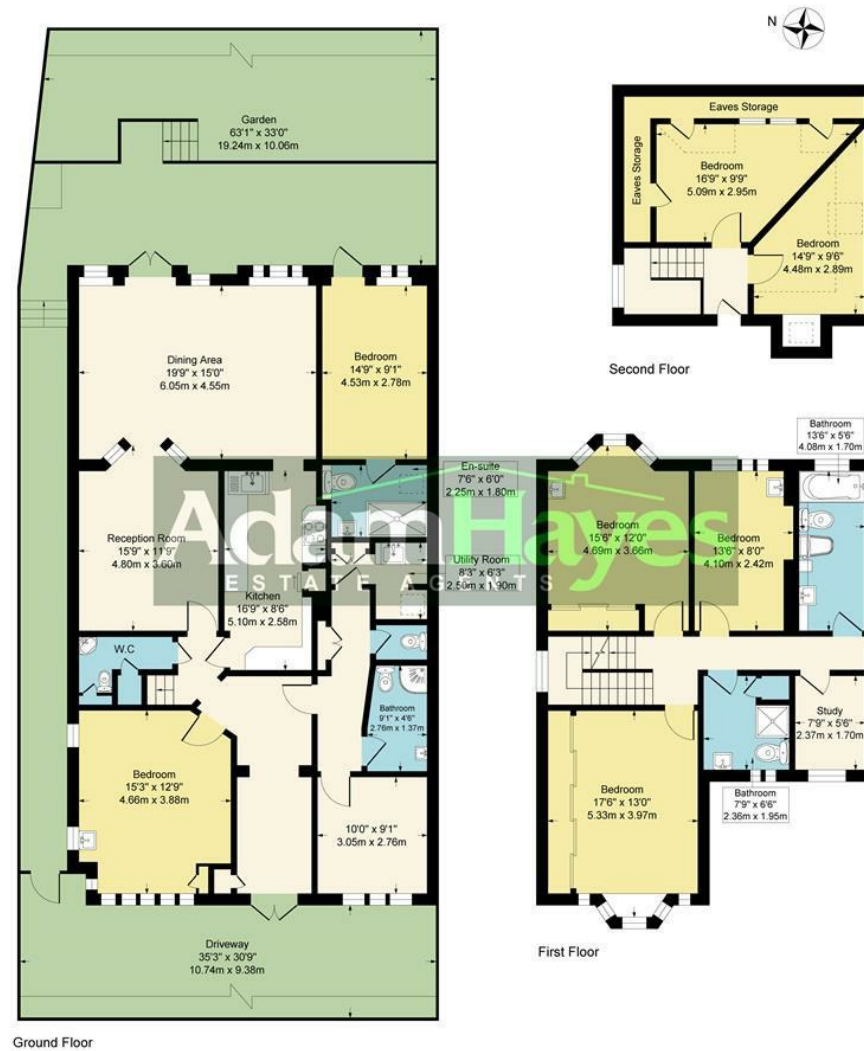 N
Garden
63'1" x 33'0"
19.24m x 10.06m
Dining Area
19'9" x 15'0"
6.05m x 4.55m
Bedroom
14'9" x 9'1"
4.53m x 2.78m
Reception Room
15'9" x 11'9"
4.80m x 3.60m
Kitchen
16'9" x 8'6"
5.10m x 2.58m
En-suite
7'6" x 6'0"
2.25m x 1.80m
Utility Room
8'3" x 6'3"
2.50m x 1.90m
W.C
Bathroom
9'1" x 4'6"
2.76m x 1.37m
Bedroom
15'3" x 12'9"
4.66m x 3.88m
10'0" x 9'1"
3.05m x 2.76m
Driveway
35'3" x 30'9"
10.74m x 9.38m
Ground Floor
Eaves Storage
Eaves Storage
Bedroom
16'9" x 9'9"
5.09m x 2.95m
Bedroom
14'9" x 9'6"
4.48m x 2.89m
Second Floor
Bathroom
13'6" x 5'6"
4.08m x 1.70m
Bedroom
15'6" x 12'0"
4.69m x 3.66m
Bedroom
13'6" x 8'0"
4.10m x 2.42m
Study
7'9" x 5'6"
2.37m x 1.70m
Bedroom
17'6" x 13'0"
5.33m x 3.97m
Bathroom
7'9" x 6'6"
2.36m x 1.95m
First Floor
AdamHayes
ESTATE AGENTS